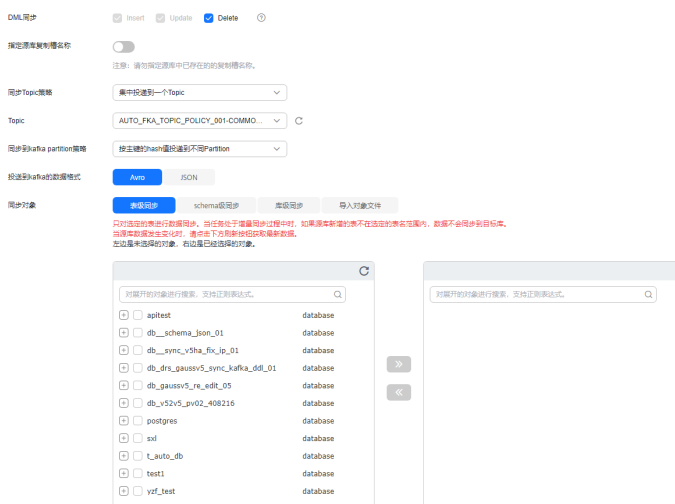 DML同步 Insert Update Delete
指定源库复制槽名称
注意：请勿指定源库中已存在的的复制槽名称。
同步Topic策略 集中投递到一个Topic
Topic AUTO_FKA_TOPIC_POLICY_001-COMMO...
同步到kafka partition策略 按主键的hash值投递到不同Partition
投送到kafka的数据格式 Avro JSON
同步对象 表级同步 schema级同步 库级同步 导入对象文件
只对选定的表进行数据同步。当任务处于增量同步过程中时，如果源库新增的表不在选定的表名范围内，数据不会同步到目标库。
当源库数据发生变化时，请点击下方刷新按钮获取最新数据。
左边是未选择的对象，右边是已经选择的对象。
对展开的对象进行搜索，支持正则表达式。 对展开的对象进行搜索，支持正则表达式。
apitest database
db__schema_json_01 database
db__sync_v5ha_fix_ip_01 database
db_drs_gaussv5_sync_kafka_ddl_01 database
db_gaussv5_re_edit_05 database
db_v52v5_pv02_408216 database
postgres database
sxl database
t_auto_db database
test1 database
yzf_test database